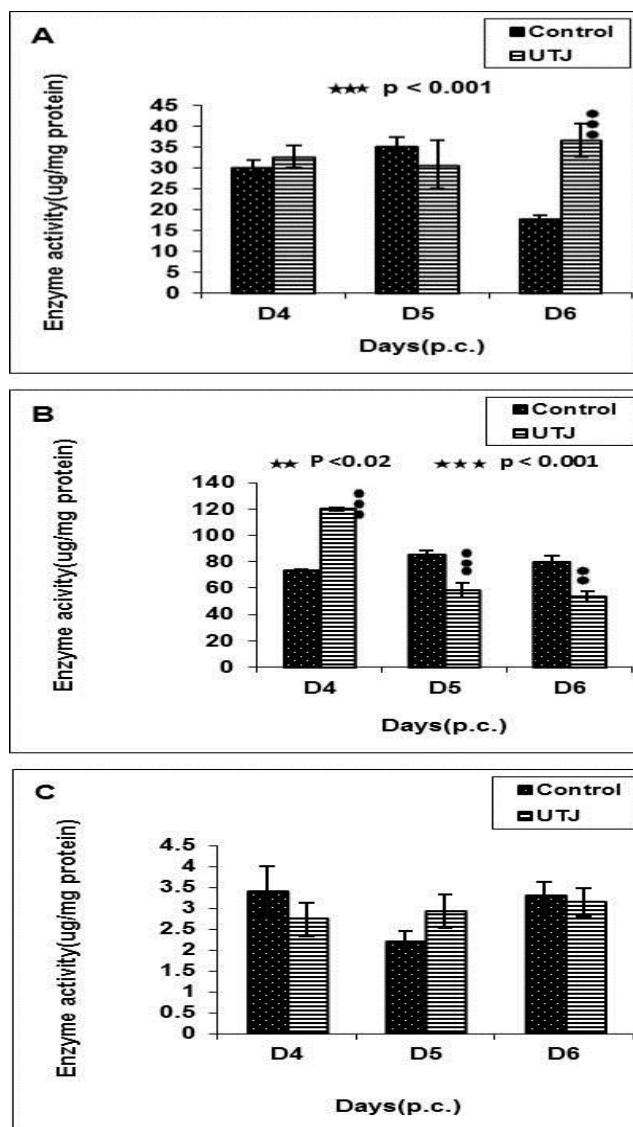 A
Control
UTJ
★★★ p < 0.001
Enzyme activity(ug/mg protein)
45
40
35
30
25
20
15
10
5
0
D4 D5 D6
Days(p.c.)
B
Control
UTJ
★★ P <0.02 ★★★ p < 0.001
Enzyme acivity(ug/mg protein)
140
120
100
80
60
40
20
0
D4 D5 D6
Days(p.c.)
C
Control
UTJ
Enzyme activity(ug/mg protein)
4.5
4
3.5
3
2.5
2
1.5
1
0.5
0
D4 D5 D6
Days(p.c.)